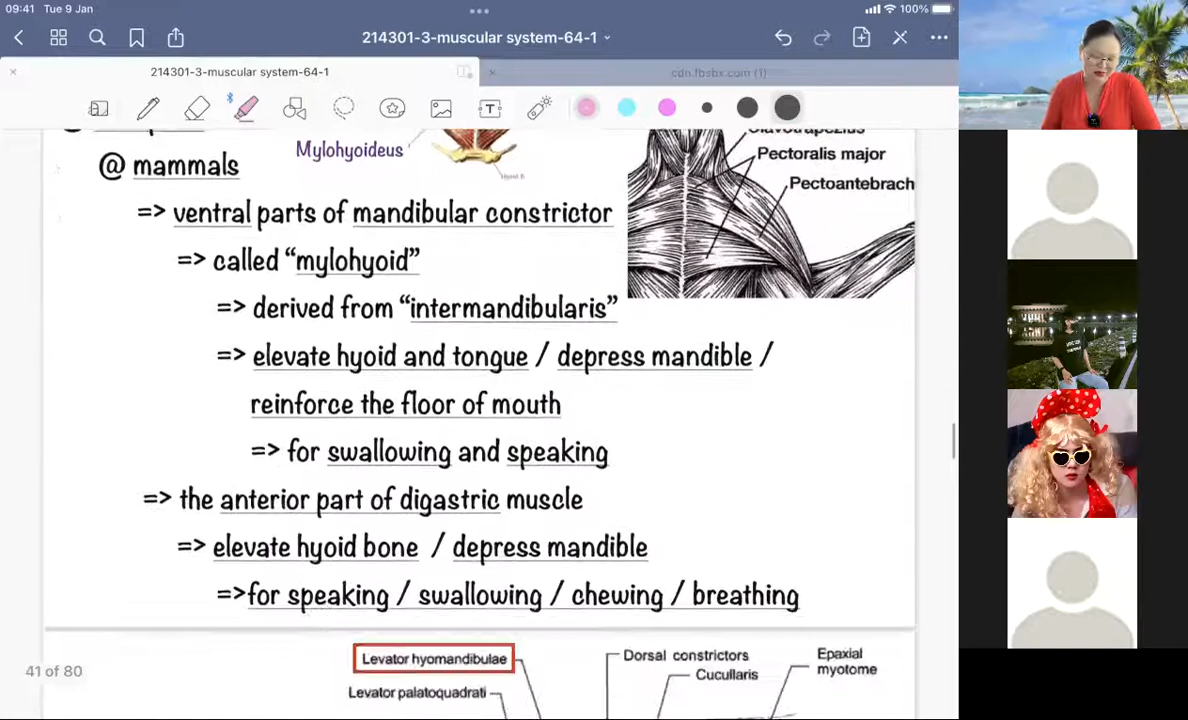 09:41 Tue 9 Jan
100%
214301-3-muscular system-64-1
214301-3-muscular system-64-1
cdn.fbsbx.com (1)
Mylohyoideus
Hyoid B
Clavotrapezius
Pectoralis major
Pectoantebrach
@ mammals
=> ventral parts of mandibular constrictor
=> called “mylohyoid”
=> derived from “intermandibularis”
=> elevate hyoid and tongue / depress mandible /
reinforce the floor of mouth
=> for swallowing and speaking
=> the anterior part of digastric muscle
=> elevate hyoid bone / depress mandible
=>for speaking / swallowing / chewing / breathing
41 of 80
Levator hyomandibulae
Levator palatoquadrati
Dorsal constrictors
Cucullaris
Epaxial
myotome